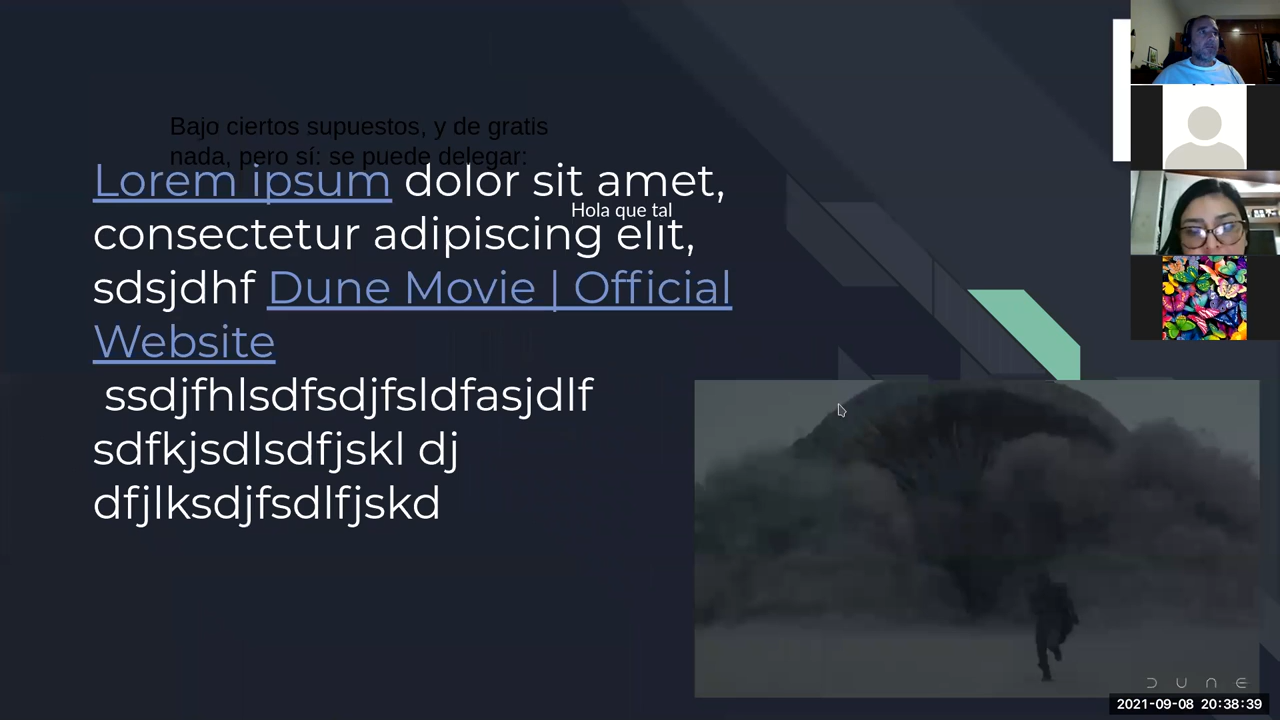 Bajo ciertos supuestos, y de gratis
nada, pero sí: se puede delegar:
Lorem ipsum dolor sit amet,
Hola que tal
consectetur adipiscing elit,
sdsjdhf Dune Movie | Official
Website
ssdjfhlsdfsdjfsldfasjdlf
sdfkjsdlsdfjskl dj
dfjlksdjfsdlfjskd
DUNE
2021-09-08 20:38:39